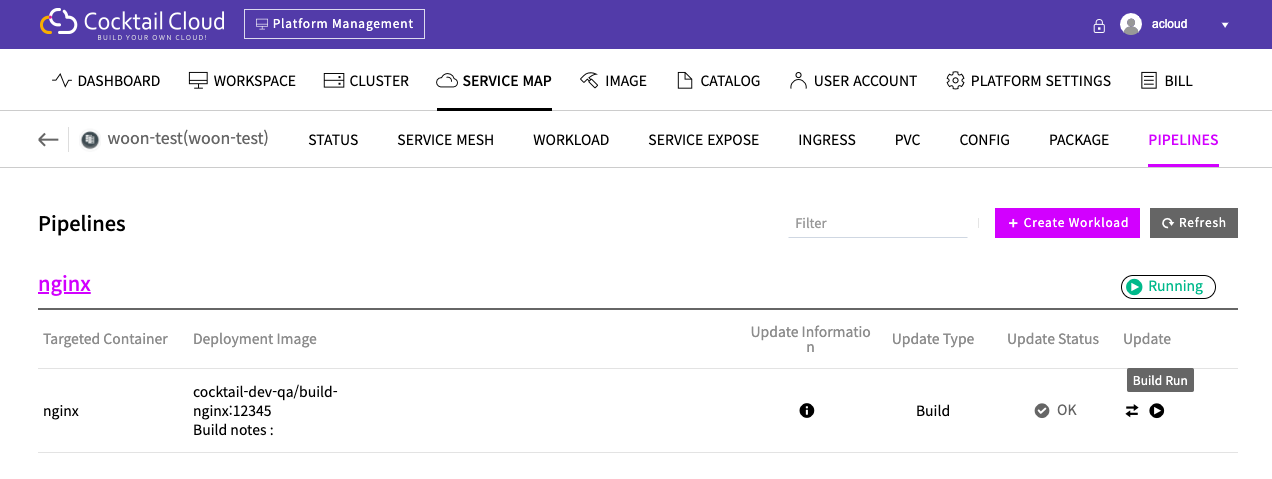 Cocktail Cloud
BUILD YOUR OWN CLOUD!
Platform Management
acloud
DASHBOARD WORKSPACE CLUSTER SERVICE MAP IMAGE CATALOG USER ACCOUNT PLATFORM SETTINGS BILL
woon-test(woon-test) STATUS SERVICE MESH WORKLOAD SERVICE EXPOSE INGRESS PVC CONFIG PACKAGE PIPELINES
Pipelines
Filter
+ Create Workload
Refresh
nginx
Running
Targeted Container Deployment Image Update Informatio
n
Update Type Update Status Update
Build Run
nginx
cocktail-dev-qa/build-
nginx:12345
Build notes :
Build
OK